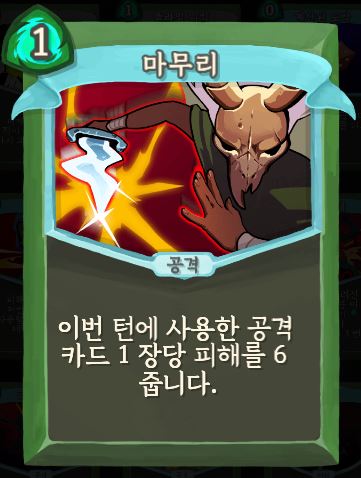 1
마무리
공격
이번 턴에 사용한 공격
카드 1 장당 피해를 6
줍니다.